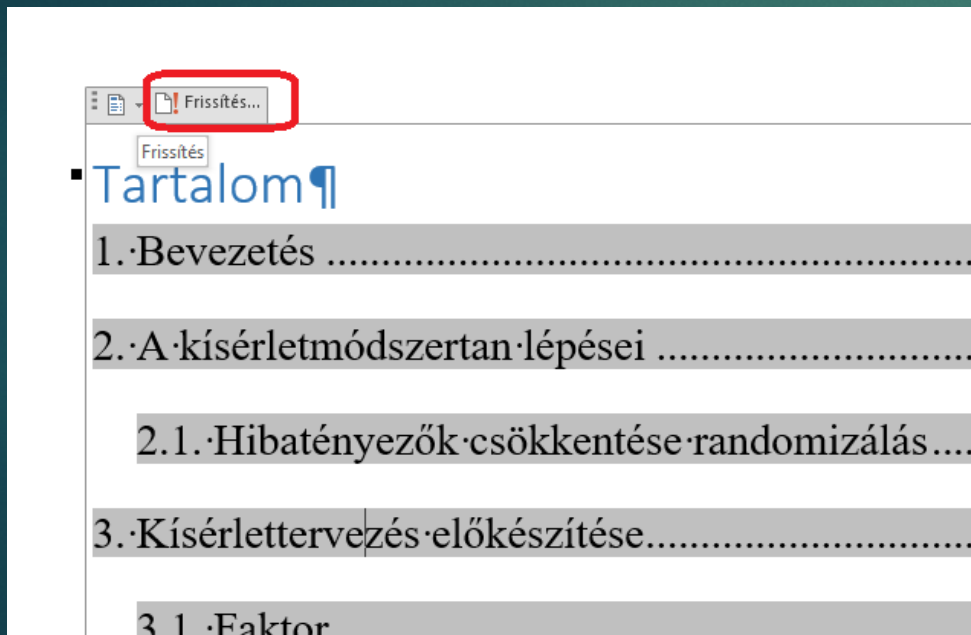 Frissítés...
Frissítés
Tartalom¶
1.·Bevezetés ................................................
2.·A·kísérletmódszertan·lépései ........................
2.1.·Hibatényezők·csökkentése·randomizálás....
3.·Kísérlettervezés·előkészítése.........................
3.1.·Faktor